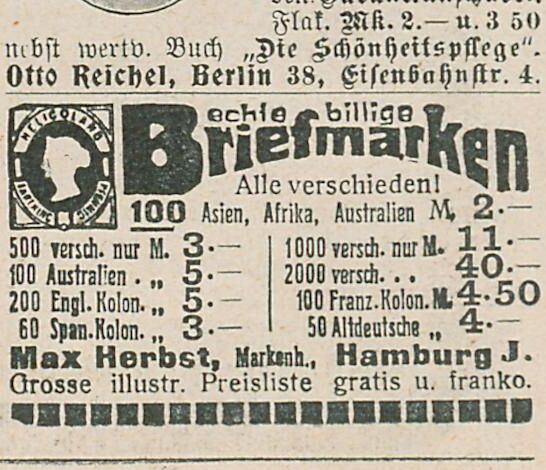 Flak. Mk. 2.— u. 3 50
nebst wertv. Buch „Die Schönheitspflege“.
Otto Reichel, Berlin 38, Eisenbahnstr. 4.
HELIGOLAND
PFENNIG
echte billige
Briefmarken
Alle verschieden!
100 Asien, Afrika, Australien M. 2.—
500 versch. nur M. 3.—
100 Australien . „ 5.—
200 Engl. Kolon. „ 5.—
60 Span. Kolon. „ 3.—
1000 versch. nur M. 11.—
2000 versch. . . 40.—
100 Franz. Kolon. M. 4.50
50 Altdeutsche „ 4.—
Max Herbst, Markenh., Hamburg J.
Grosse illustr. Preisliste gratis u. franko.